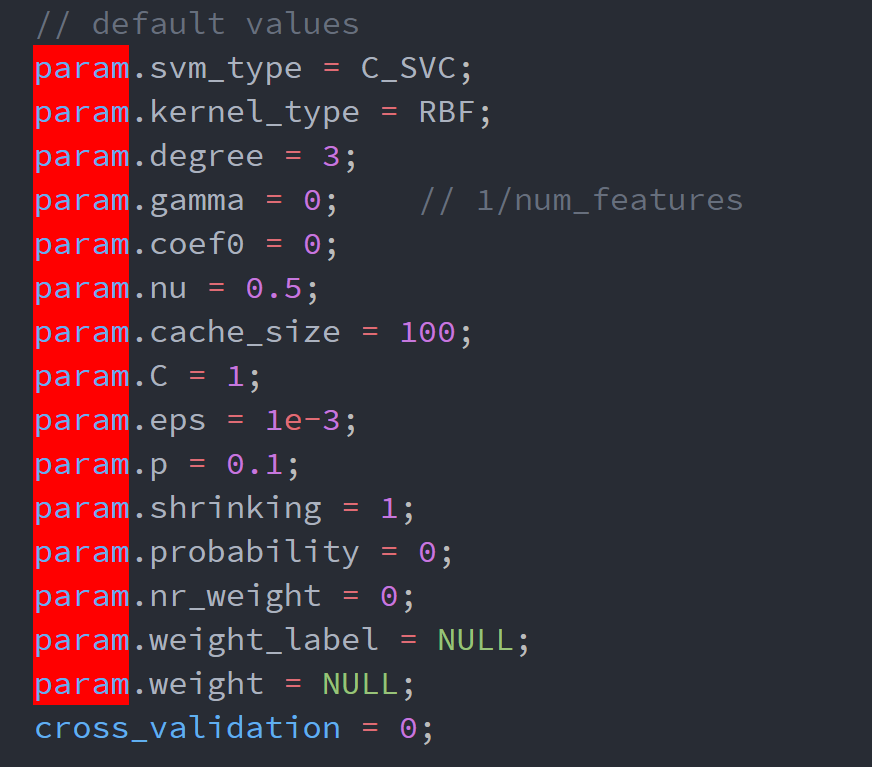 // default values
param.svm_type = C_SVC;
param.kernel_type = RBF;
param.degree = 3;
param.gamma = 0;    // 1/num_features
param.coef0 = 0;
param.nu = 0.5;
param.cache_size = 100;
param.C = 1;
param.eps = 1e-3;
param.p = 0.1;
param.shrinking = 1;
param.probability = 0;
param.nr_weight = 0;
param.weight_label = NULL;
param.weight = NULL;
cross_validation = 0;